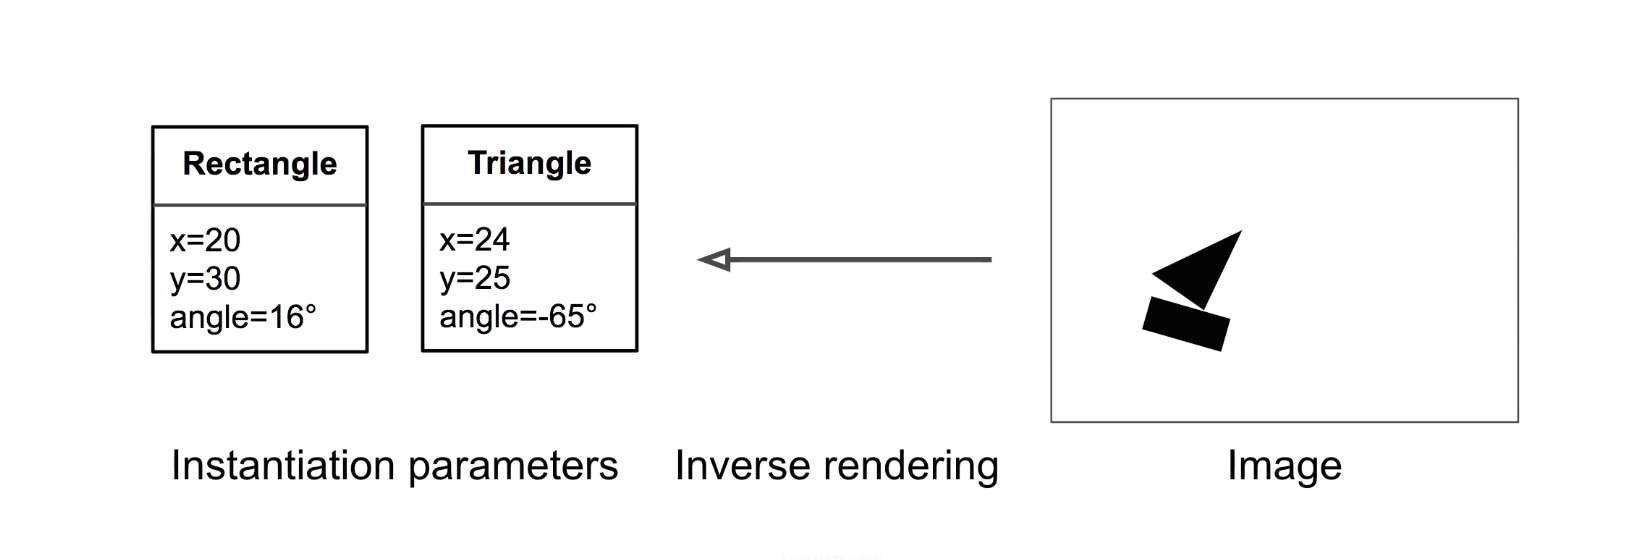 Rectangle
x=20
y=30
angle=16°
Triangle
x=24
y=25
angle=-65°
Instantiation parameters
Inverse rendering
Image